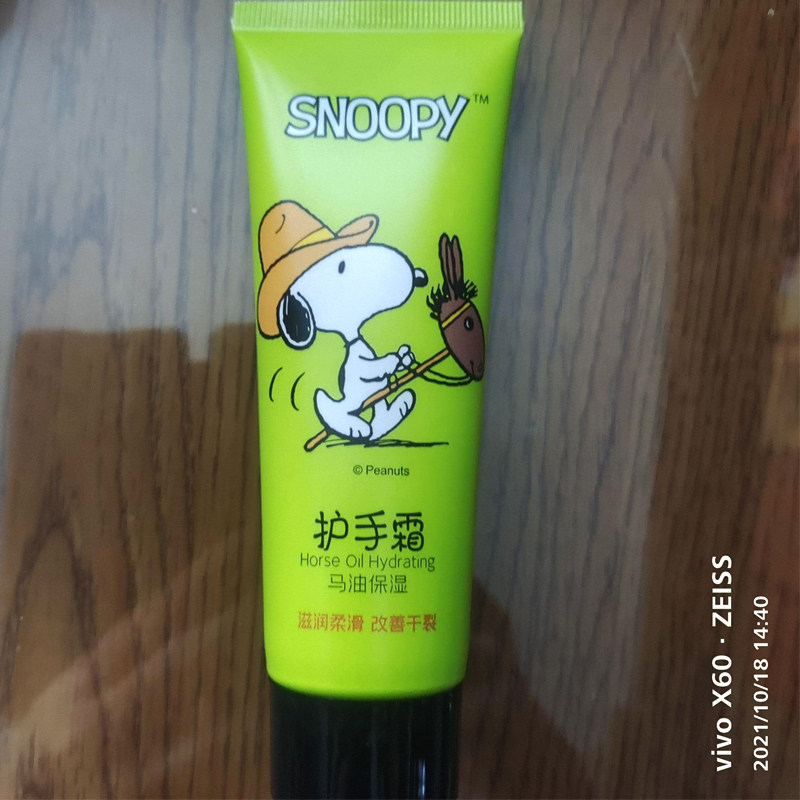 SNOOPY™
© Peanuts
护手霜
Horse Oil Hydrating
马油保湿
滋润柔滑 改善干裂
vivo X60 · ZEISS
2021/10/18 14:40